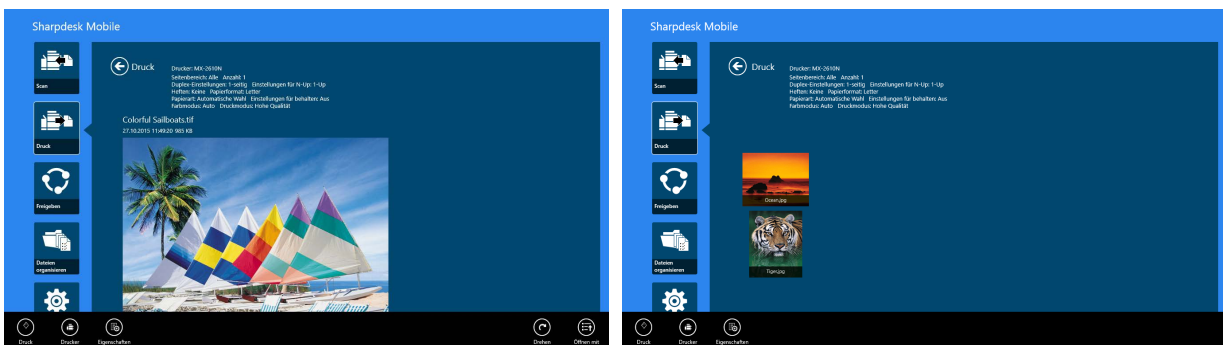 Sharpdesk Mobile
Scan
Druck
Freigeben
Dateien
organisieren
Druck
Drucker: MX-2610N
Seitenbereich: Alle Anzahl: 1
Duplex-Einstellungen: 1-seitig Einstellungen für N-Up: 1-Up
Heften: Keine Papierformat: Letter
Papierart: Automatische Wahl Einstellungen für behalten: Aus
Farbmodus: Auto Druckmodus: Hohe Qualität
Colorful Sailboats.tif
27.10.2015 11:49:20 985 KB
Druck
Drucker
Eigenschaften
Drehen
Öffnen mit
Sharpdesk Mobile
Scan
Druck
Freigeben
Dateien
organisieren
Druck
Drucker: MX-2610N
Seitenbereich: Alle Anzahl: 1
Duplex-Einstellungen: 1-seitig Einstellungen für N-Up: 1-Up
Heften: Keine Papierformat: Letter
Papierart: Automatische Wahl Einstellungen für behalten: Aus
Farbmodus: Auto Druckmodus: Hohe Qualität
Ocean.jpg
Tiger.jpg
Druck
Drucker
Eigenschaften